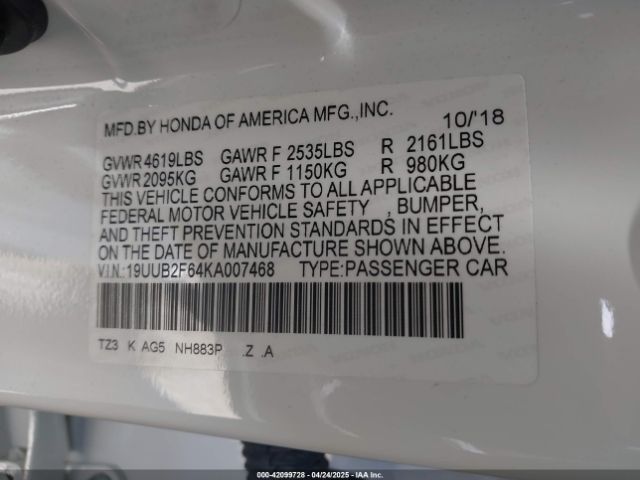 MFD.BY HONDA OF AMERICA MFG.,INC. 10/'18
GVWR 4619LBS GAWR F 2535LBS R 2161LBS
GVWR 2095KG GAWR F 1150KG R 980KG
THIS VEHICLE CONFORMS TO ALL APPLICABLE
FEDERAL MOTOR VEHICLE SAFETY , BUMPER,
AND THEFT PREVENTION STANDARDS IN EFFECT
ON THE DATE OF MANUFACTURE SHOWN ABOVE.
V.I.N.:19UUB2F64KA007468 TYPE:PASSENGER CAR
TZ3 K AG5 NH883P .Z .A
000-42099728 - 04/24/2025 - IAAI.COM